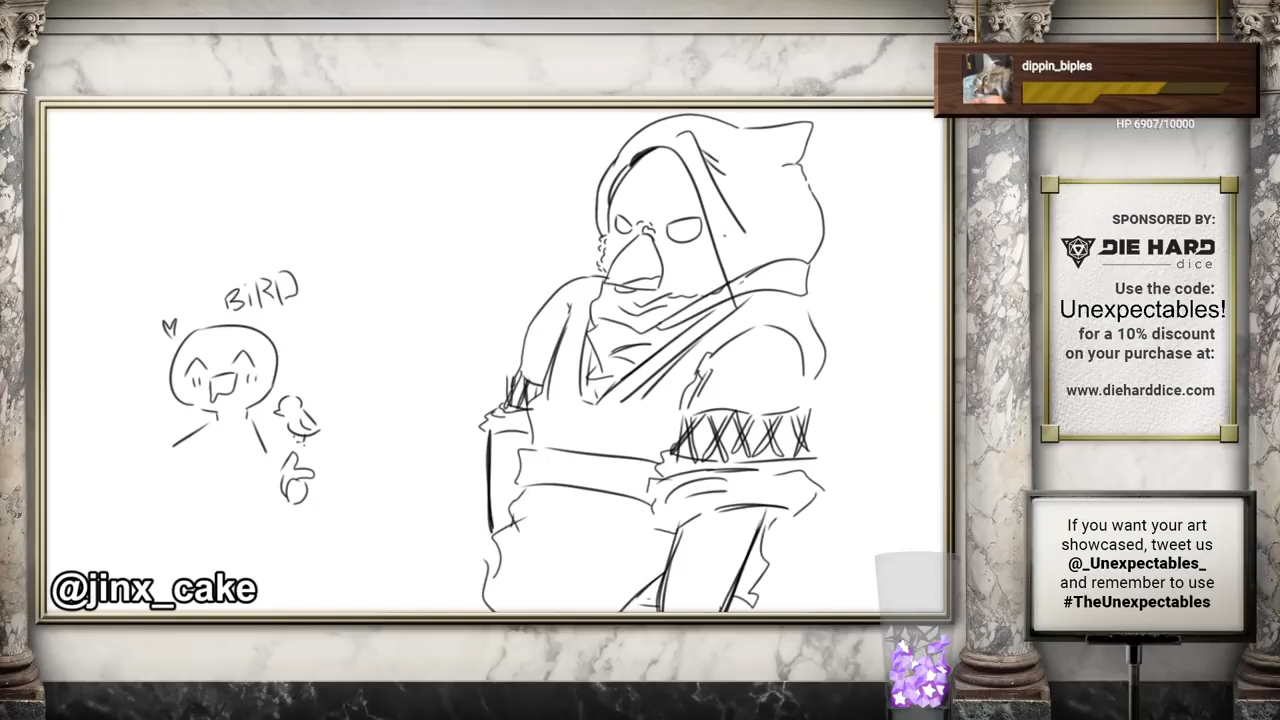 dippin_biples
HP 6907/10000
BiRD
@jinx_cake
SPONSORED BY:
DIE HARD
dice
Use the code:
Unexpectables!
for a 10% discount
on your purchase at:
www.dieharddice.com
If you want your art
showcased, tweet us
@_Unexpectables_
and remember to use
#TheUnexpectables